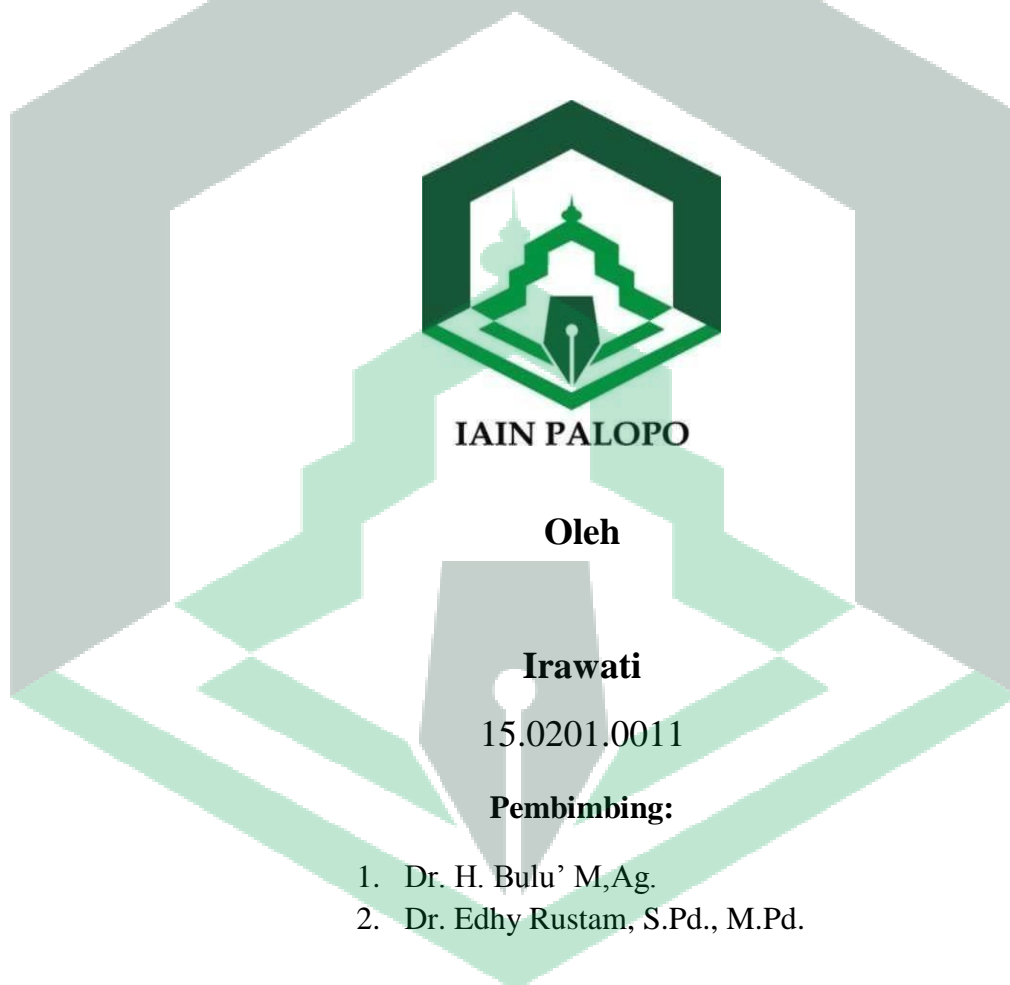 IAIN PALOPO
Oleh
Irawati
15.0201.0011
Pembimbing:
1. Dr. H. Bulu’ M,Ag.
2. Dr. Edhy Rustam, S.Pd., M.Pd.